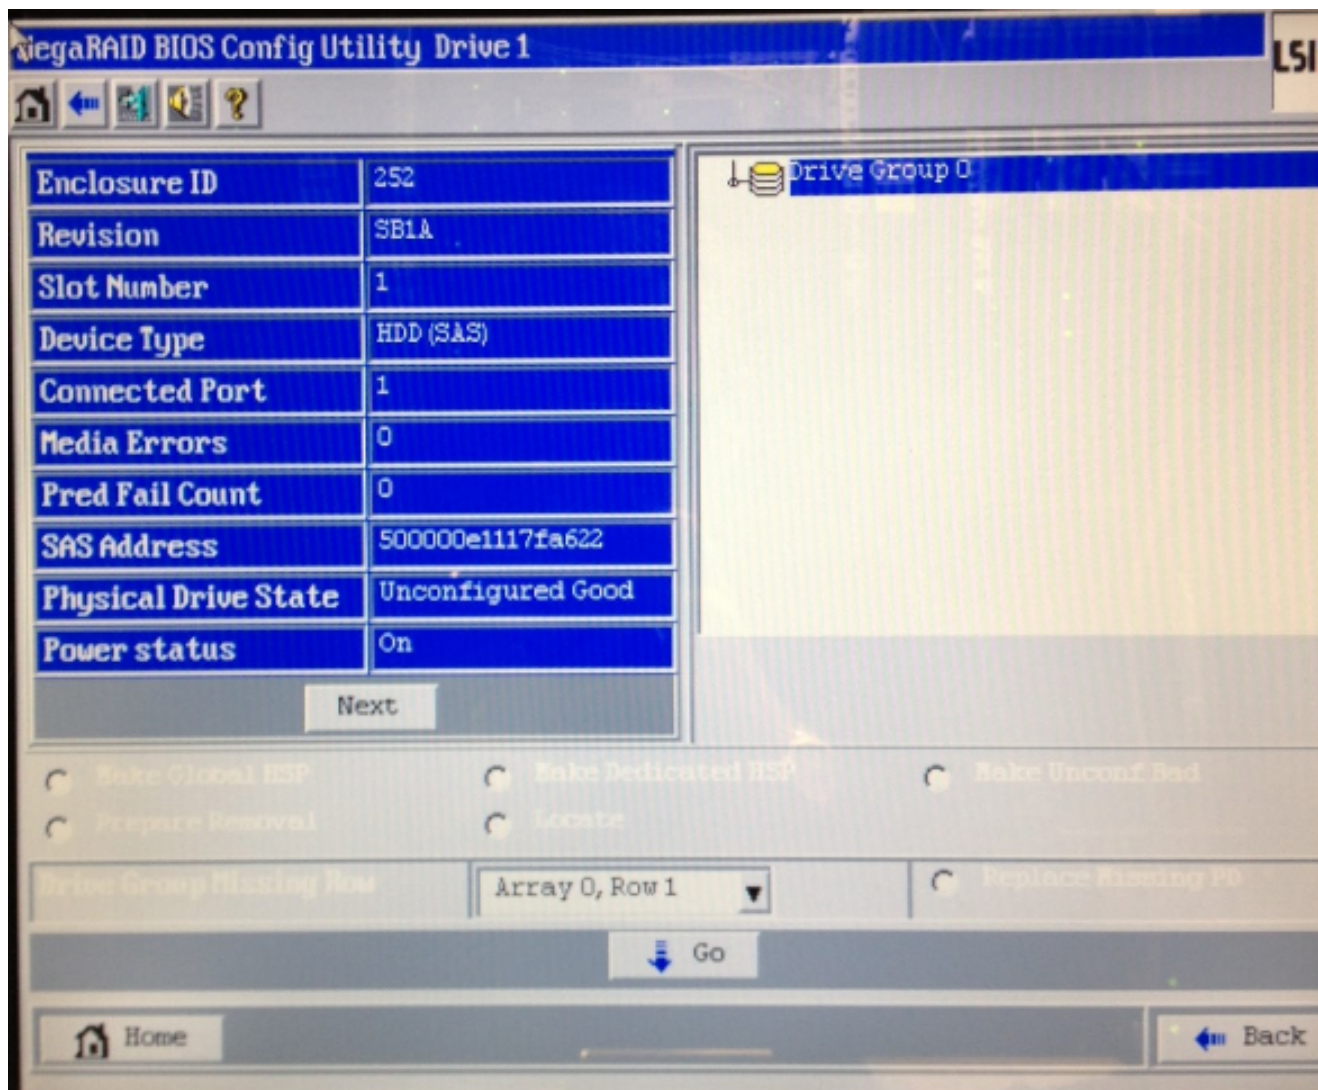 MegaRAID BIOS Config Utility Drive 1
LSI
Enclosure ID 252
Revision SB1A
Slot Number 1
Device Type HDD (SAS)
Connected Port 1
Media Errors 0
Pred Fail Count 0
SAS Address 500000e1117fa622
Physical Drive State Unconfigured Good
Power status On
Next
Drive Group 0
Make Global HSP Make Dedicated HSP Make Unconf Bad
Prepare Removal Locate
Drive Group Missing Row Array 0, Row 1 Replace Missing PD
Go
Home Back